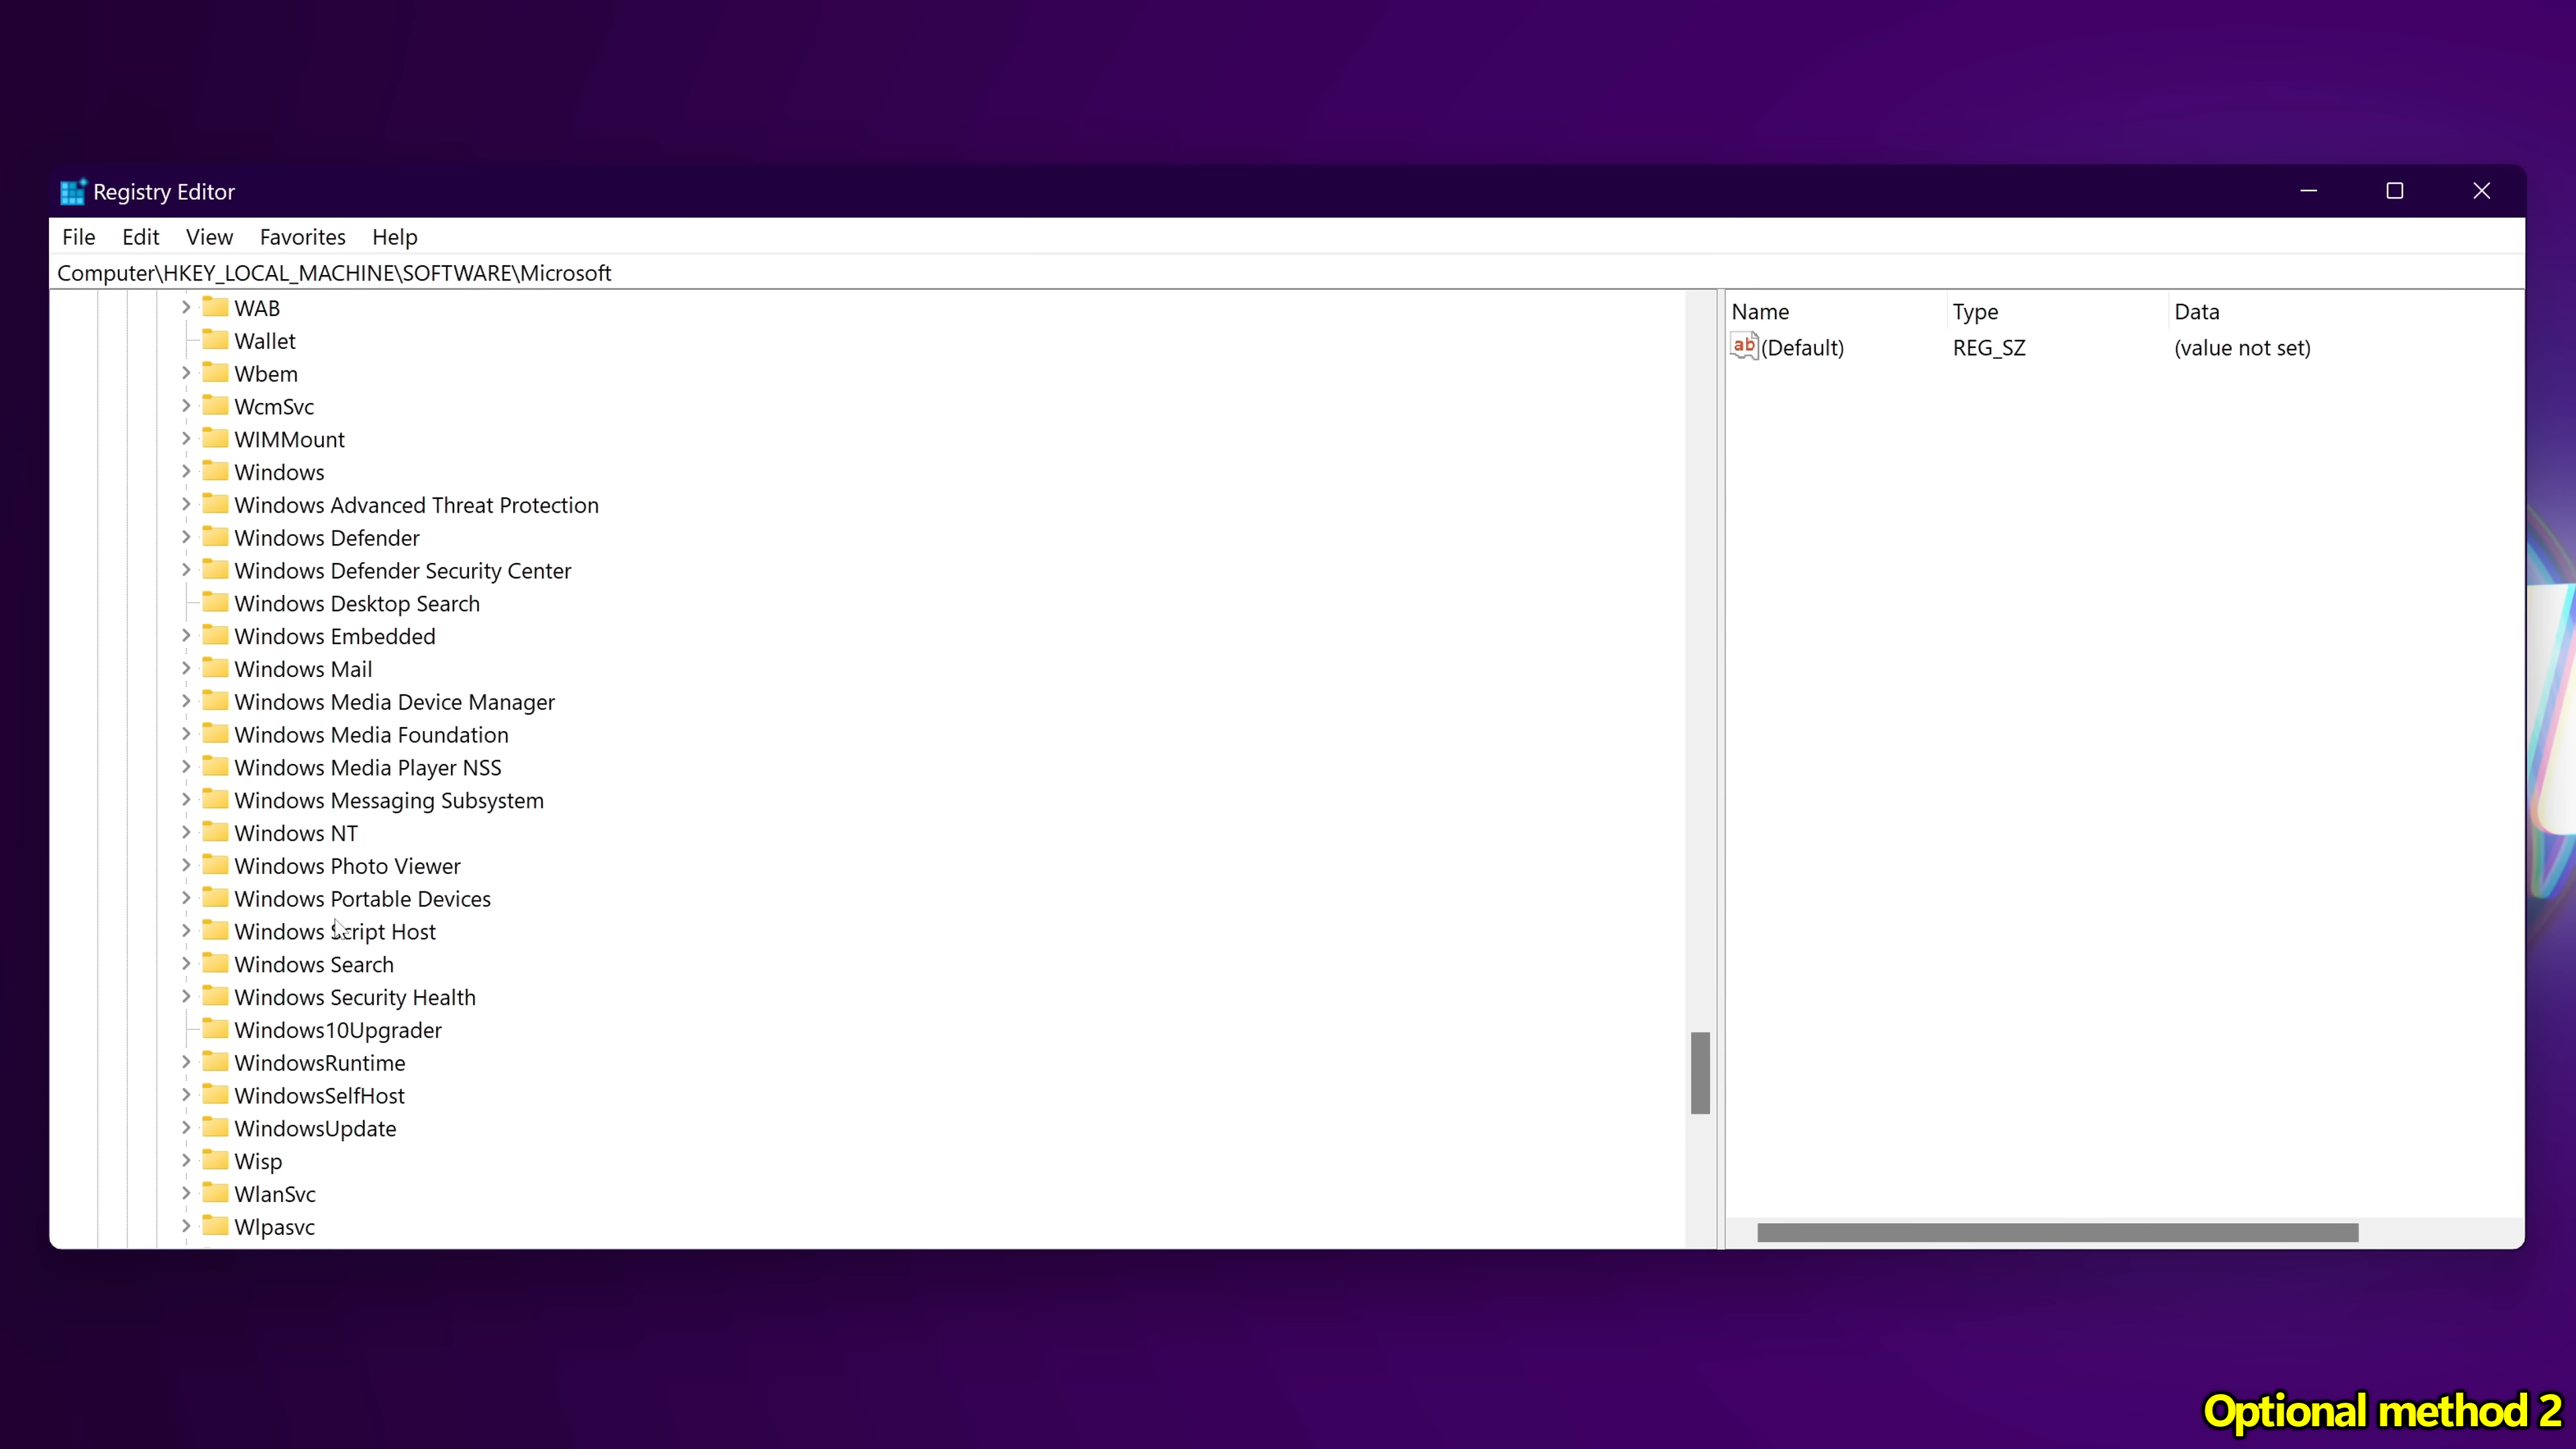 Registry Editor
File Edit View Favorites Help
Computer\HKEY_LOCAL_MACHINE\SOFTWARE\Microsoft
WAB
Wallet
Wbem
WcmSvc
WIMMount
Windows
Windows Advanced Threat Protection
Windows Defender
Windows Defender Security Center
Windows Desktop Search
Windows Embedded
Windows Mail
Windows Media Device Manager
Windows Media Foundation
Windows Media Player NSS
Windows Messaging Subsystem
Windows NT
Windows Photo Viewer
Windows Portable Devices
Windows Script Host
Windows Search
Windows Security Health
Windows10Upgrader
WindowsRuntime
WindowsSelfHost
WindowsUpdate
Wisp
WlanSvc
Wlpasvc
Name Type Data
ab (Default) REG_SZ (value not set)
Optional method 2